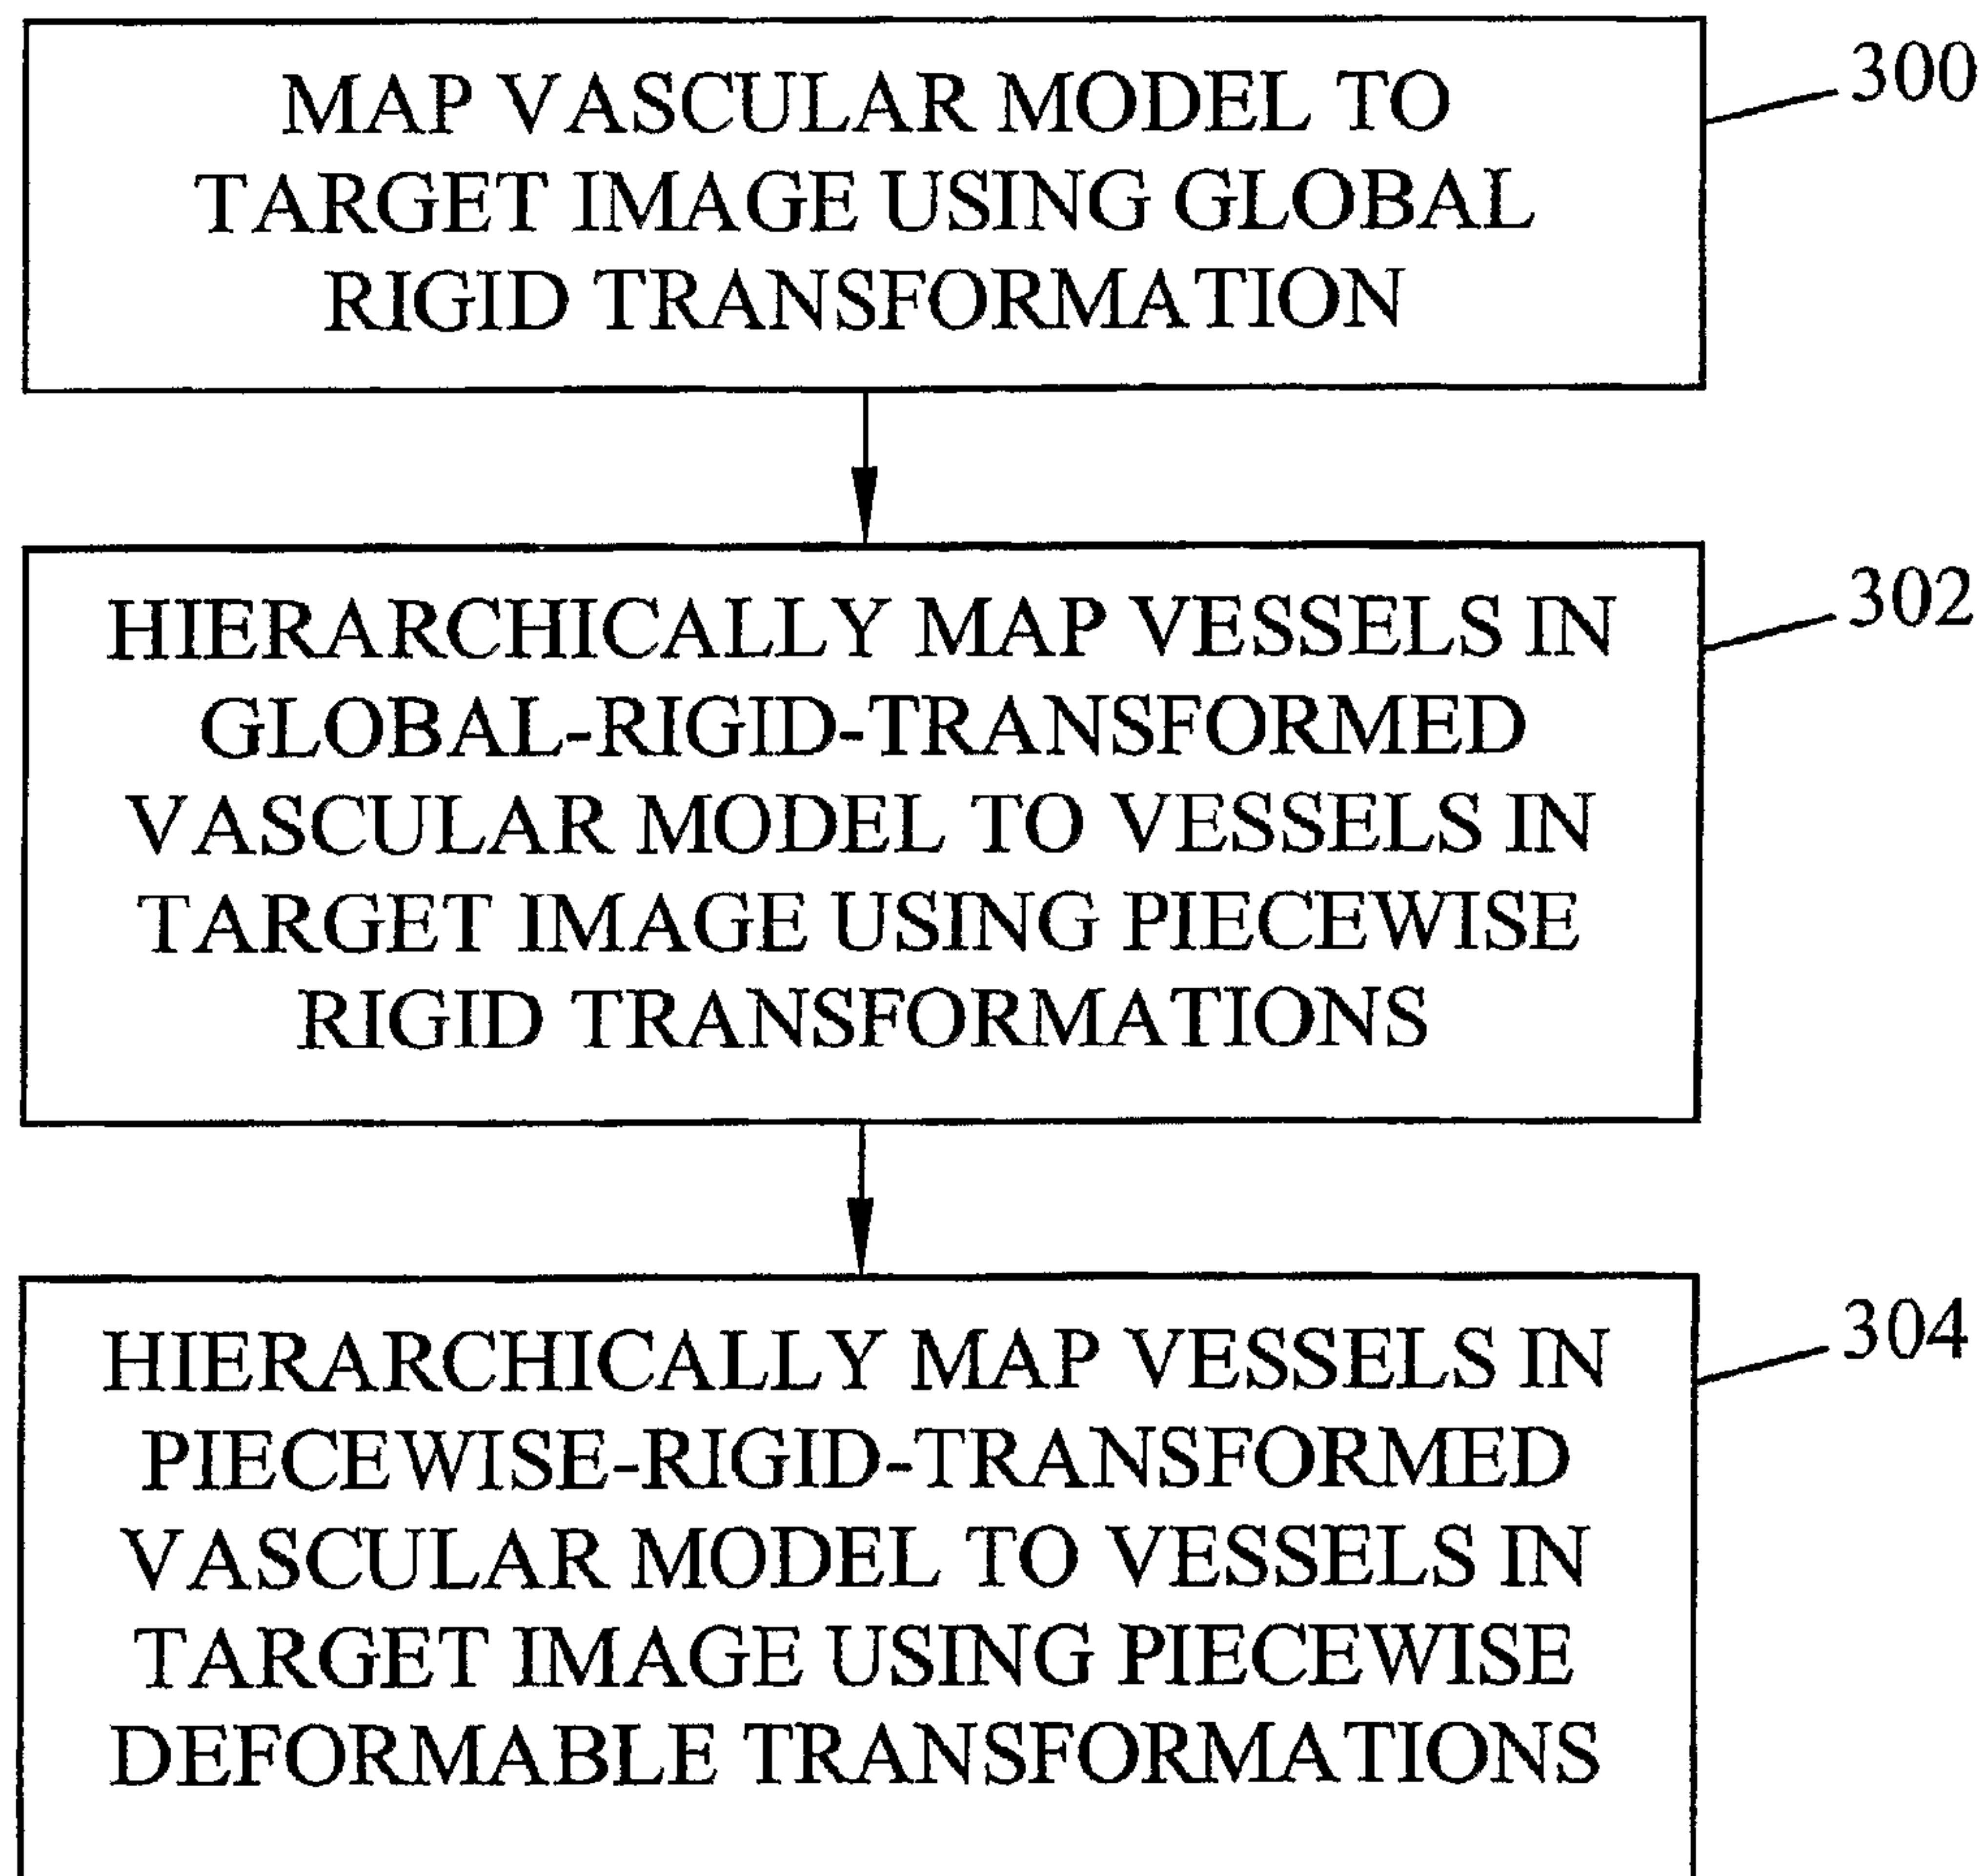 MAP VASCULAR MODEL TO
TARGET IMAGE USING GLOBAL
RIGID TRANSFORMATION
300
HIERARCHICALLY MAP VESSELS IN
GLOBAL-RIGID-TRANSFORMED
VASCULAR MODEL TO VESSELS IN
TARGET IMAGE USING PIECEWISE
RIGID TRANSFORMATIONS
302
HIERARCHICALLY MAP VESSELS IN
PIECEWISE-RIGID-TRANSFORMED
VASCULAR MODEL TO VESSELS IN
TARGET IMAGE USING PIECEWISE
DEFORMABLE TRANSFORMATIONS
304